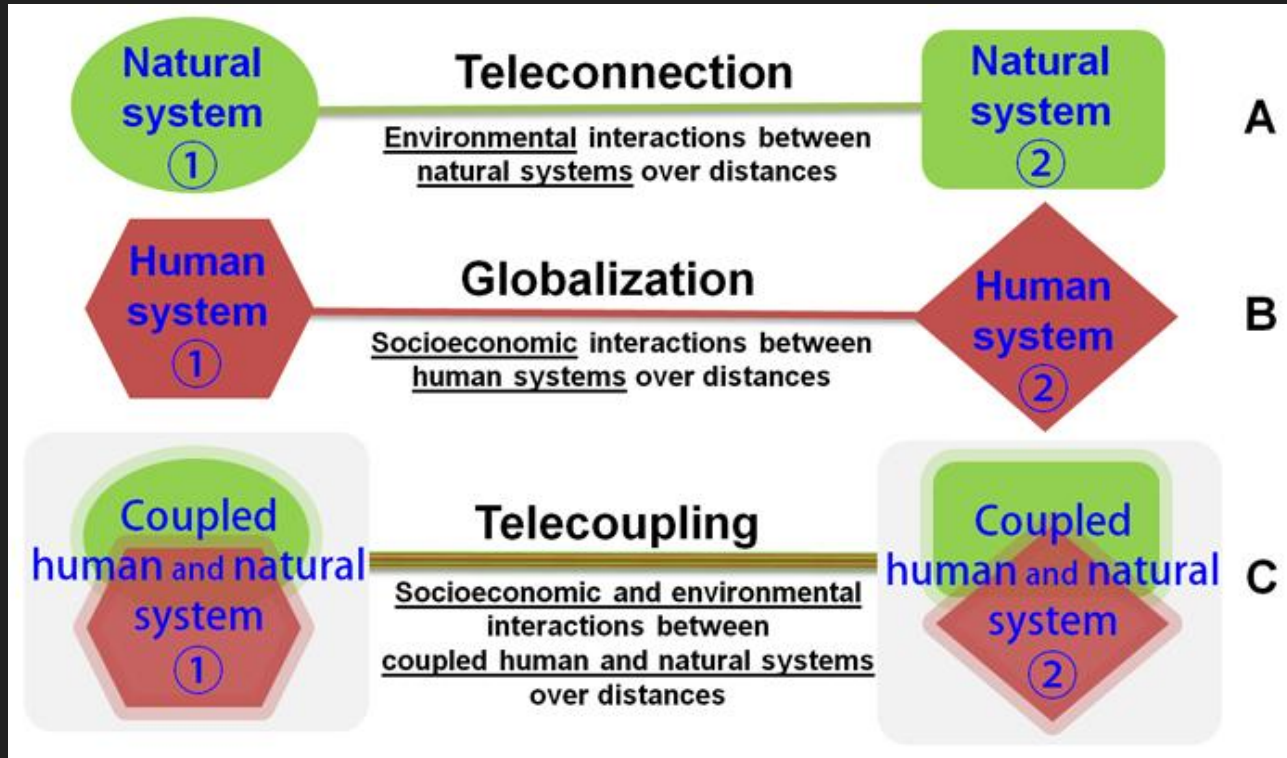 Natural
system
①
Teleconnection
Environmental interactions between
natural systems over distances
Natural
system
②
A
Human
system
①
Globalization
Socioeconomic interactions between
human systems over distances
Human
system
②
B
Coupled
human and natural
system
①
Telecoupling
Socioeconomic and environmental
interactions between
coupled human and natural systems
over distances
Coupled
human and natural
system
②
C